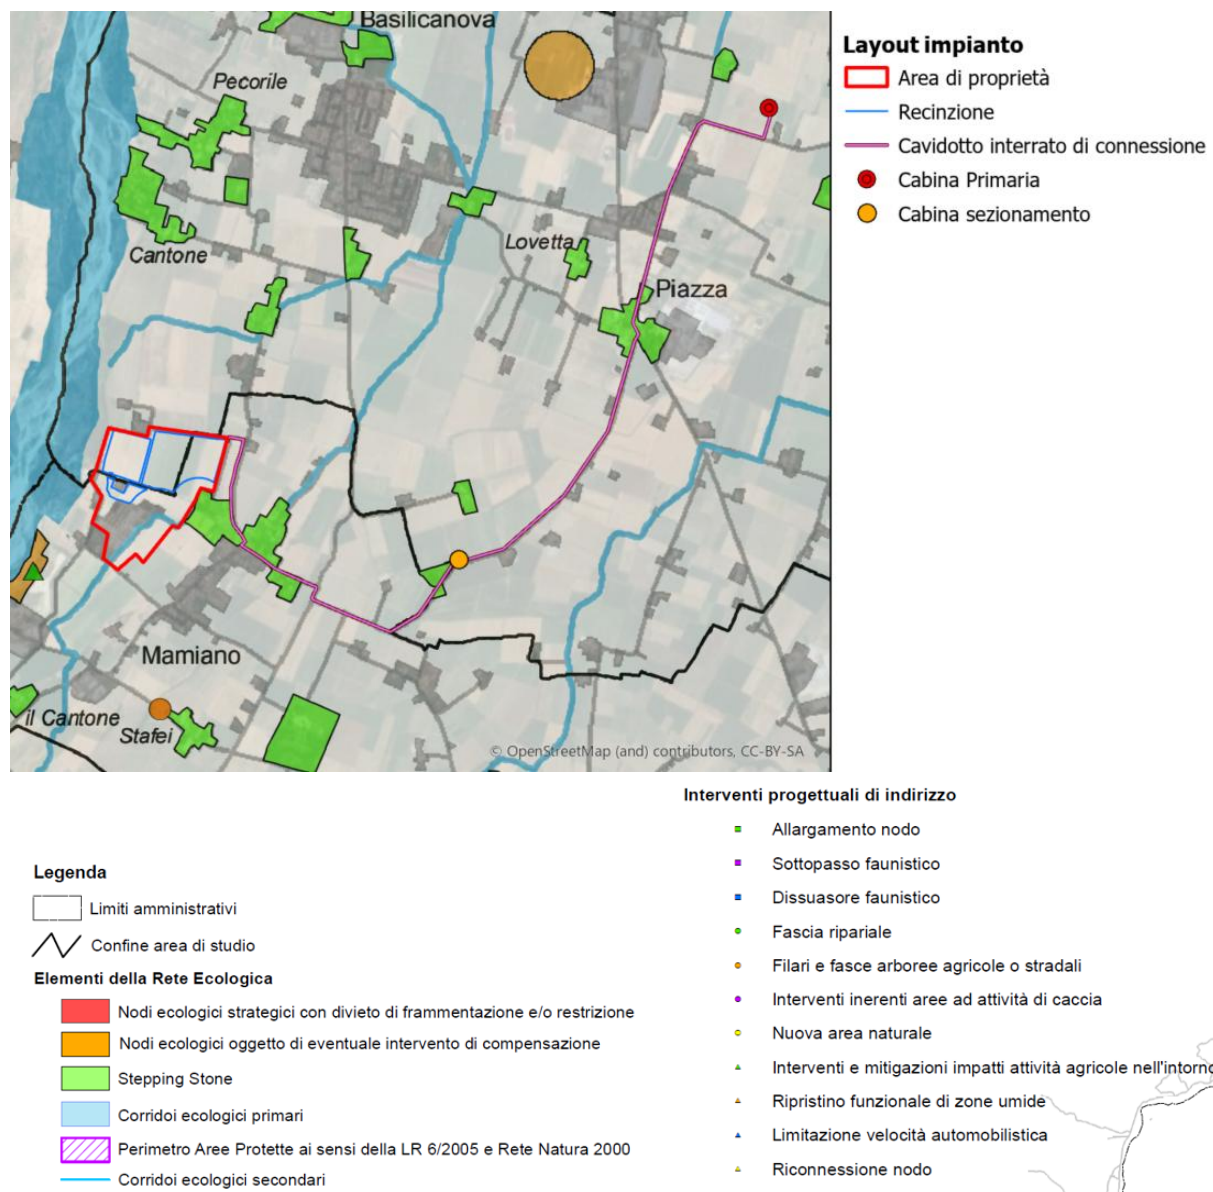 Basilicanova
Pecorile
Cantone
Lovetta
Piazza
Mamiano
il Cantone
Stafei
© OpenStreetMap (and) contributors, CC-BY-SA
Layout impianto
Area di proprietà
Recinzione
Cavidotto interrato di connessione
Cabina Primaria
Cabina sezionamento
Legenda
Limiti amministrativi
Confine area di studio
Elementi della Rete Ecologica
Nodi ecologici strategici con divieto di frammentazione e/o restrizione
Nodi ecologici oggetto di eventuale intervento di compensazione
Stepping Stone
Corridoi ecologici primari
Perimetro Aree Protette ai sensi della LR 6/2005 e Rete Natura 2000
Corridoi ecologici secondari
Interventi progettuali di indirizzo
Allargamento nodo
Sottopasso faunistico
Dissuasore faunistico
Fascia ripariale
Filari e fasce arboree agricole o stradali
Interventi inerenti aree ad attività di caccia
Nuova area naturale
Interventi e mitigazioni impatti attività agricole nell'intorno
Ripristino funzionale di zone umide
Limitazione velocità automobilistica
Riconnessione nodo